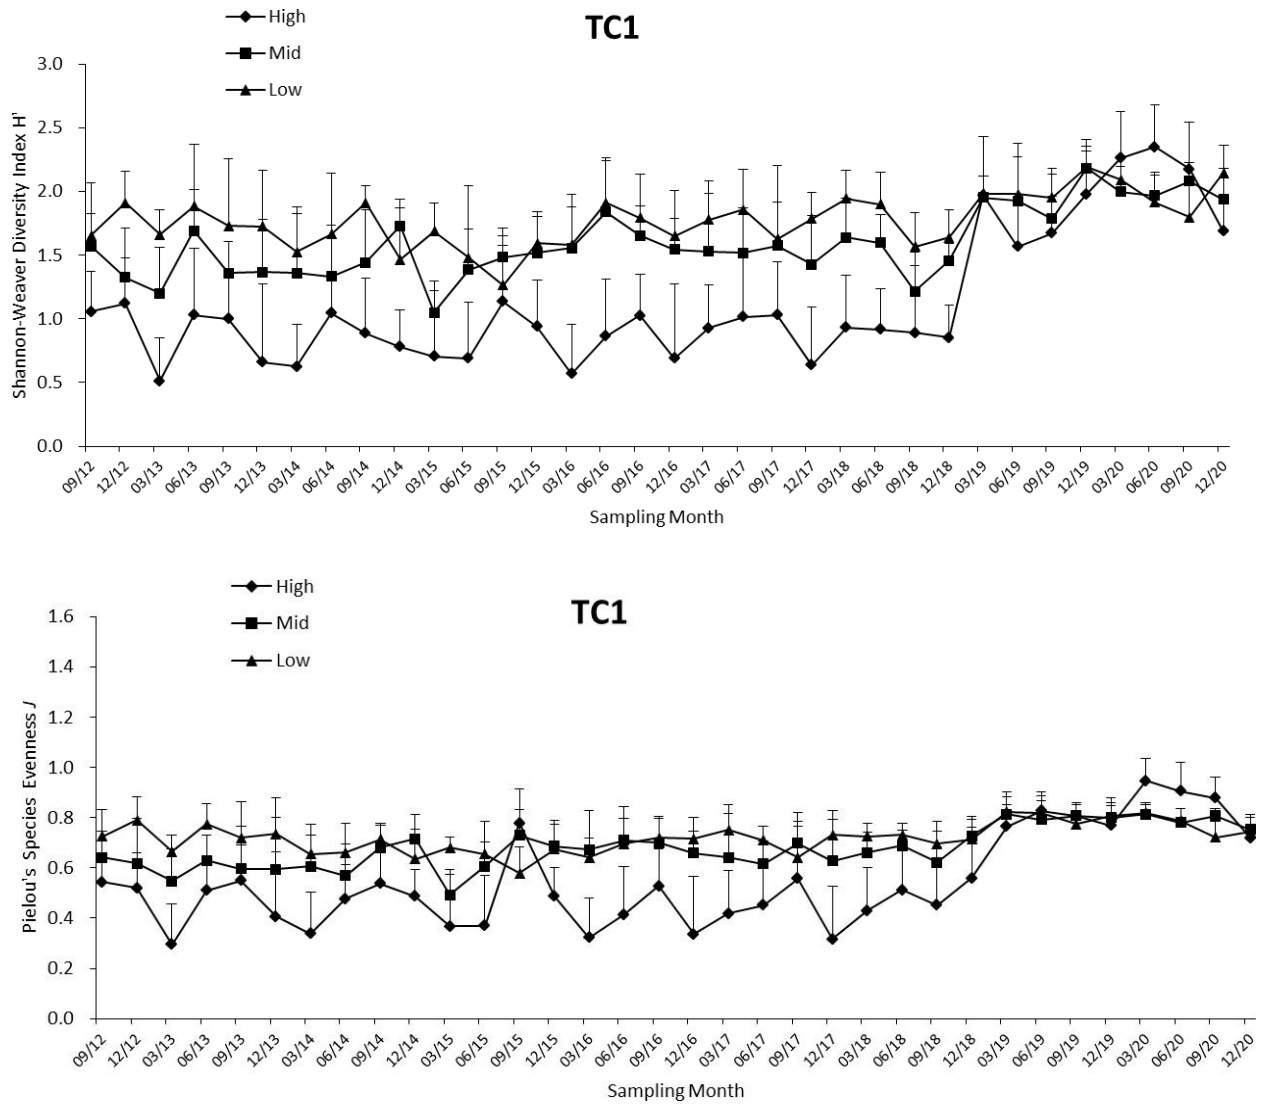 High
TC1
Mid
Low
3.0
2.5
2.0
1.5
1.0
0.5
0.0
Shannon-Weaver Diversity Index H'
09/12 12/12 03/13 06/13 09/13 12/13 03/14 06/14 09/14 12/14 03/15 06/15 09/15 12/15 03/16 06/16 09/16 12/16 03/17 06/17 09/17 12/17 03/18 06/18 09/18 12/18 03/19 06/19 09/19 12/19 03/20 06/20 09/20 12/20
Sampling Month
High
TC1
Mid
Low
1.6
1.4
1.2
1.0
0.8
0.6
0.4
0.2
0.0
Pielou's Species Evenness J
09/12 12/12 03/13 06/13 09/13 12/13 03/14 06/14 09/14 12/14 03/15 06/15 09/15 12/15 03/16 06/16 09/16 12/16 03/17 06/17 09/17 12/17 03/18 06/18 09/18 12/18 03/19 06/19 09/19 12/19 03/20 06/20 09/20 12/20
Sampling Month